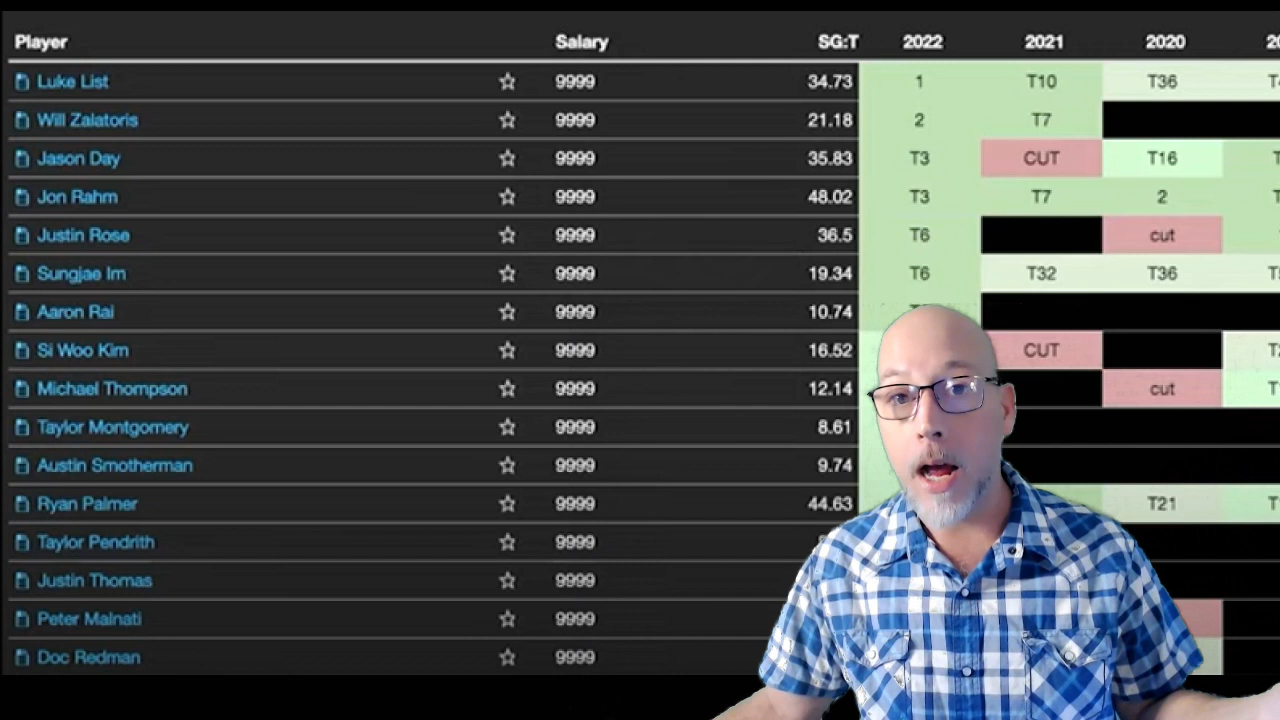 Player Salary SG:T 2022 2021 2020
Luke List 9999 34.73 1 T10 T36
Will Zalatoris 9999 21.18 2 T7
Jason Day 9999 35.83 T3 CUT T16
Jon Rahm 9999 48.02 T3 T7 2
Justin Rose 9999 36.5 T6 cut
Sungjae Im 9999 19.34 T6 T32 T36
Aaron Rai 9999 10.74
Si Woo Kim 9999 16.52 CUT
Michael Thompson 9999 12.14 cut
Taylor Montgomery 9999 8.61
Austin Smotherman 9999 9.74
Ryan Palmer 9999 44.63 T21
Taylor Pendrith 9999
Justin Thomas 9999
Peter Malnati 9999
Doc Redman 9999